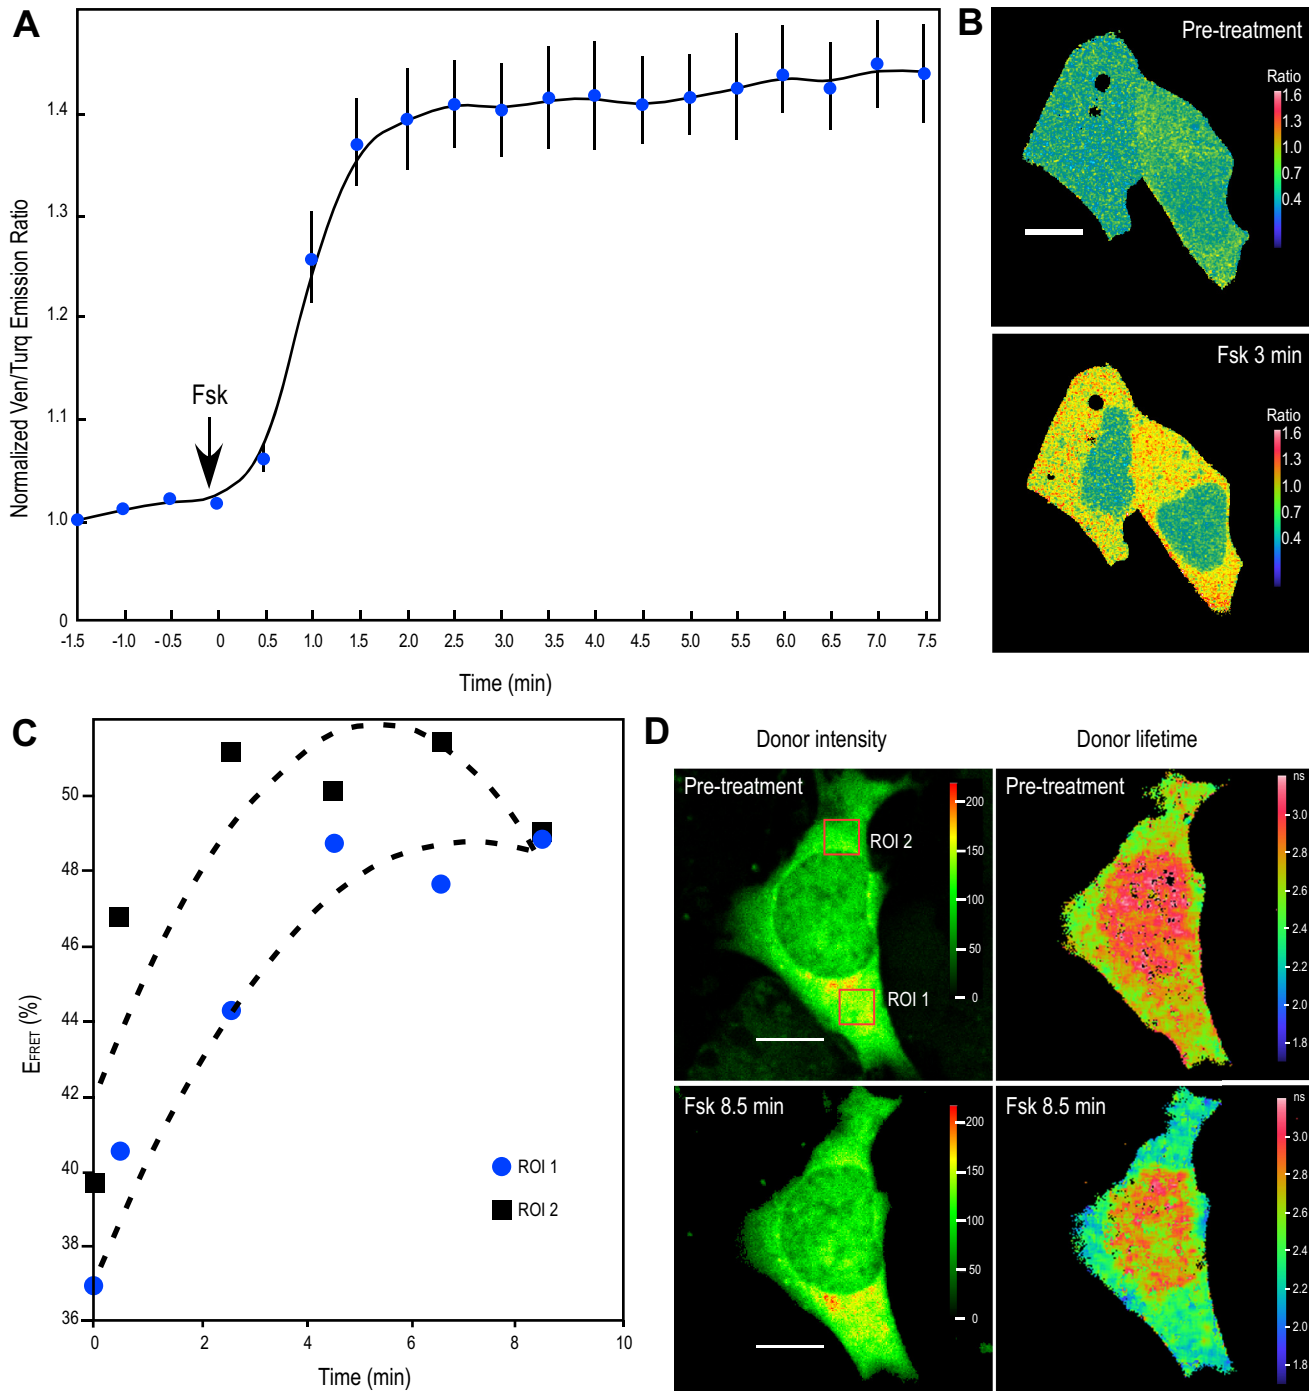 A
Normalized Ven/Turq Emission Ratio
1.4
1.3
1.2
1.1
1.0
0
Fsk
-1.5 -1.0 -0.5 0 0.5 1.0 1.5 2.0 2.5 3.0 3.5 4.0 4.5 5.0 5.5 6.0 6.5 7.0 7.5
Time (min)
B
Pre-treatment
Ratio
1.6
1.3
1.0
0.7
0.4
Fsk 3 min
Ratio
1.6
1.3
1.0
0.7
0.4
C
EFRET (%)
50
48
46
44
42
40
38
36
0 2 4 6 8 10
Time (min)
ROI 1
ROI 2
D
Donor intensity
Donor lifetime
Pre-treatment
ROI 2
ROI 1
200
150
100
50
0
Pre-treatment
ns
3.0
2.8
2.6
2.4
2.2
2.0
1.8
Fsk 8.5 min
200
150
100
50
0
Fsk 8.5 min
ns
3.0
2.8
2.6
2.4
2.2
2.0
1.8